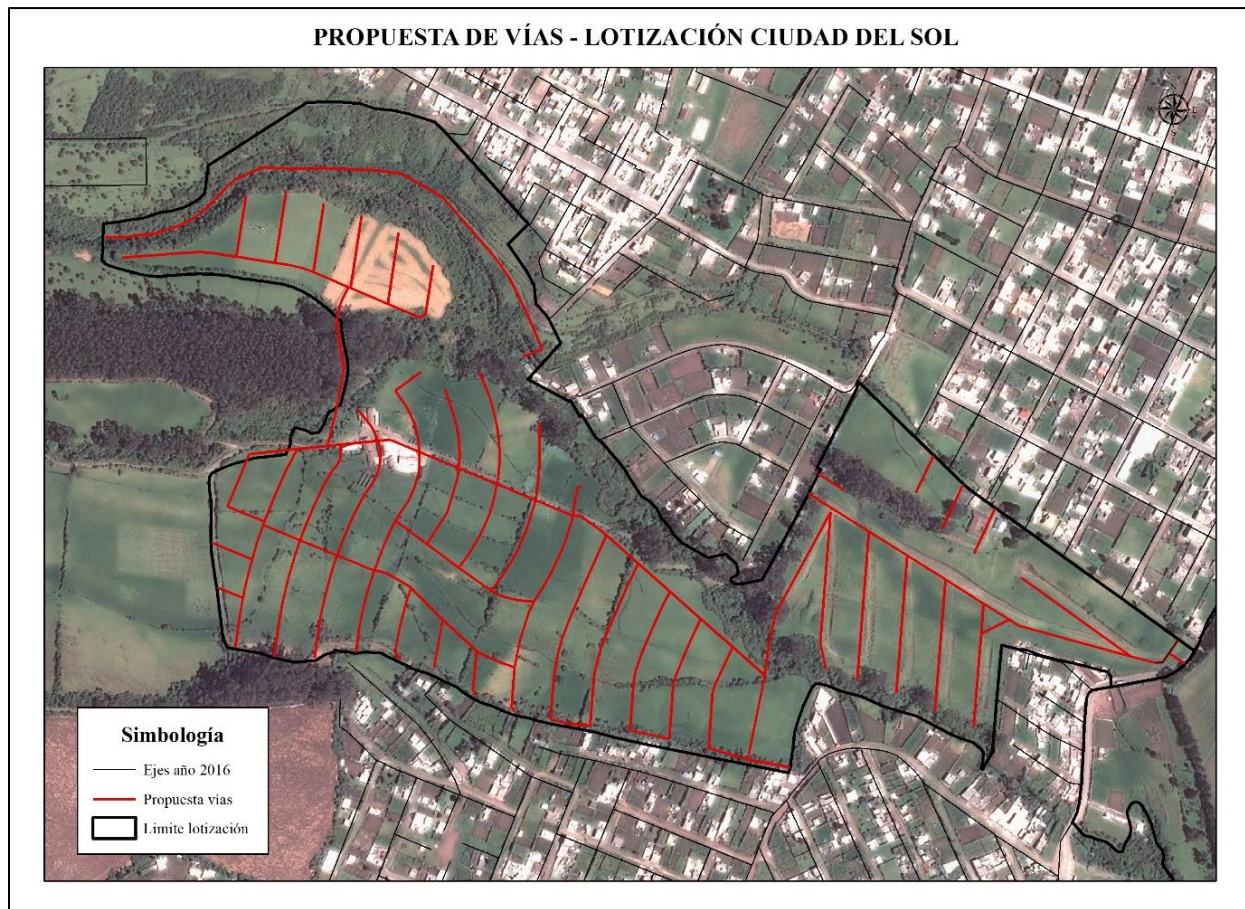 PROPUESTA DE VÍAS - LOTIZACIÓN CIUDAD DEL SOL
Simbología
Ejes año 2016
Propuesta vías
Limite lotización